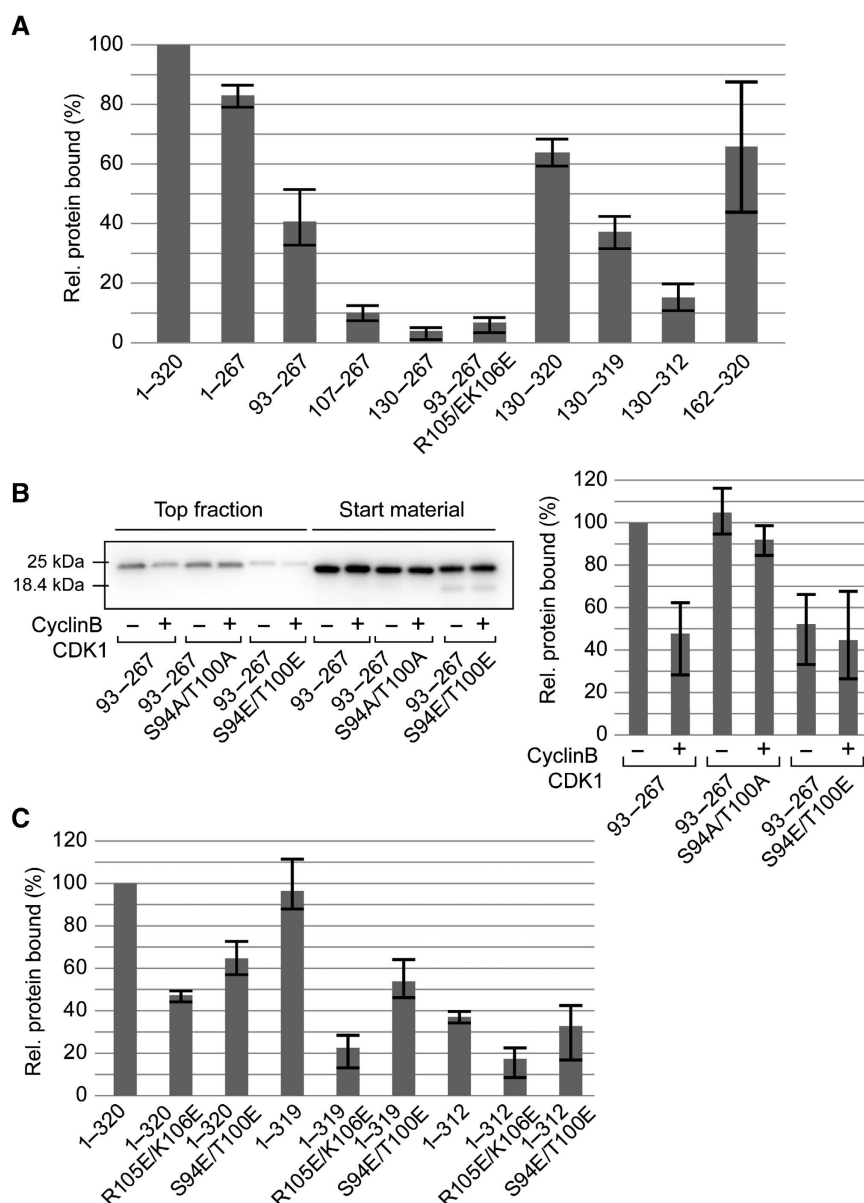 A
Rel. protein bound (%)
100
80
60
40
20
0
1–320
1–267
93–267
107–267
130–267
93–267
R105/EK106E
130–320
130–319
130–312
162–320
B
Top fraction
Start material
25 kDa
18.4 kDa
CyclinB
CDK1
– + – + – + – + – + – +
93–267
93–267
S94A/T100A
93–267
S94E/T100E
93–267
93–267
S94A/T100A
93–267
S94E/T100E
Rel. protein bound (%)
120
100
80
60
40
20
0
CyclinB
CDK1
– + – + – +
93–267
93–267
S94A/T100A
93–267
S94E/T100E
C
Rel. protein bound (%)
120
100
80
60
40
20
0
1–320
1–320
R105E/K106E
1–320
S94E/T100E
1–319
1–319
R105E/K106E
1–319
S94E/T100E
1–312
1–312
R105E/K106E
1–312
S94E/T100E